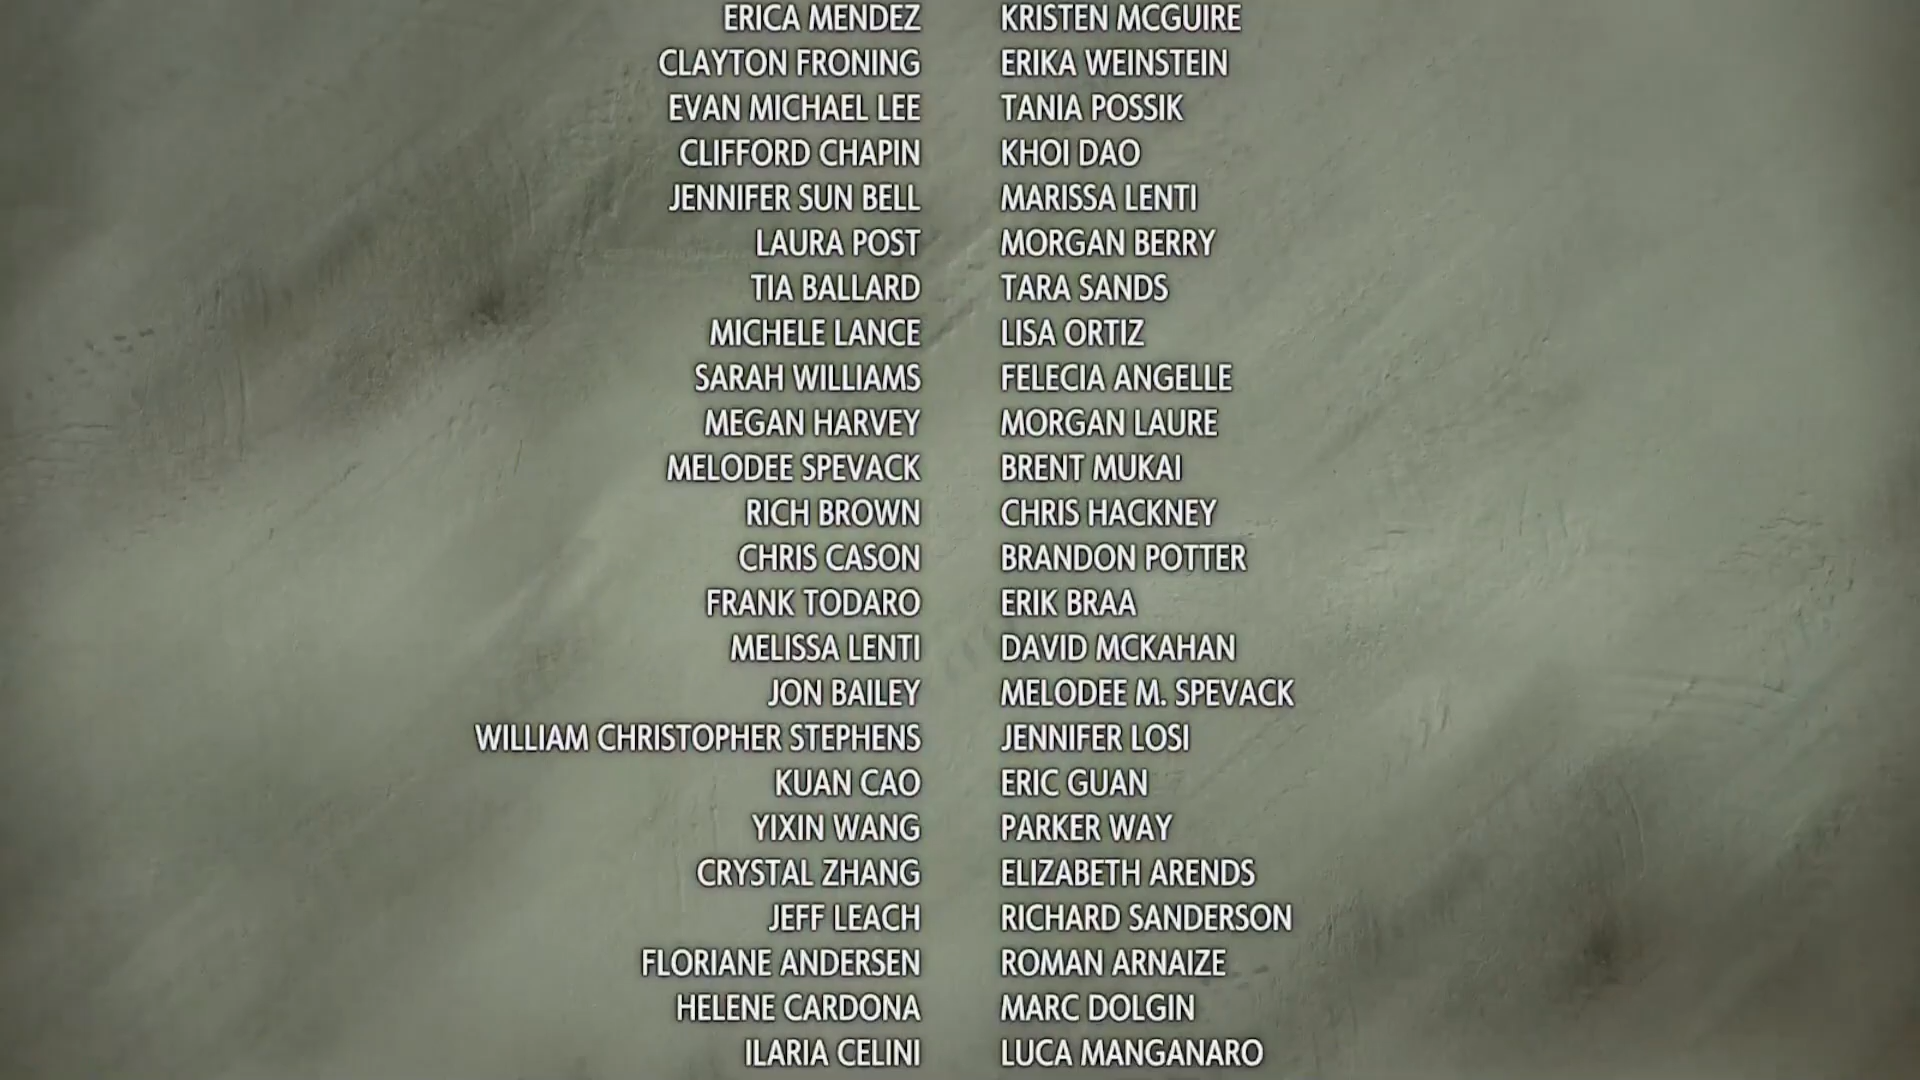 ERICA MENDEZ KRISTEN MCGUIRE
CLAYTON FRONING ERIKA WEINSTEIN
EVAN MICHAEL LEE TANIA POSSIK
CLIFFORD CHAPIN KHOI DAO
JENNIFER SUN BELL MARISSA LENTI
LAURA POST MORGAN BERRY
TIA BALLARD TARA SANDS
MICHELE LANCE LISA ORTIZ
SARAH WILLIAMS FELECIA ANGELLE
MEGAN HARVEY MORGAN LAURE
MELODEE SPEVACK BRENT MUKAI
RICH BROWN CHRIS HACKNEY
CHRIS CASON BRANDON POTTER
FRANK TODARO ERIK BRAA
MELISSA LENTI DAVID MCKAHAN
JON BAILEY MELODEE M. SPEVACK
WILLIAM CHRISTOPHER STEPHENS JENNIFER LOSI
KUAN CAO ERIC GUAN
YIXIN WANG PARKER WAY
CRYSTAL ZHANG ELIZABETH ARENDS
JEFF LEACH RICHARD SANDERSON
FLORIANE ANDERSEN ROMAN ARNAIZE
HELENE CARDONA MARC DOLGIN
ILARIA CELINI LUCA MANGANARO